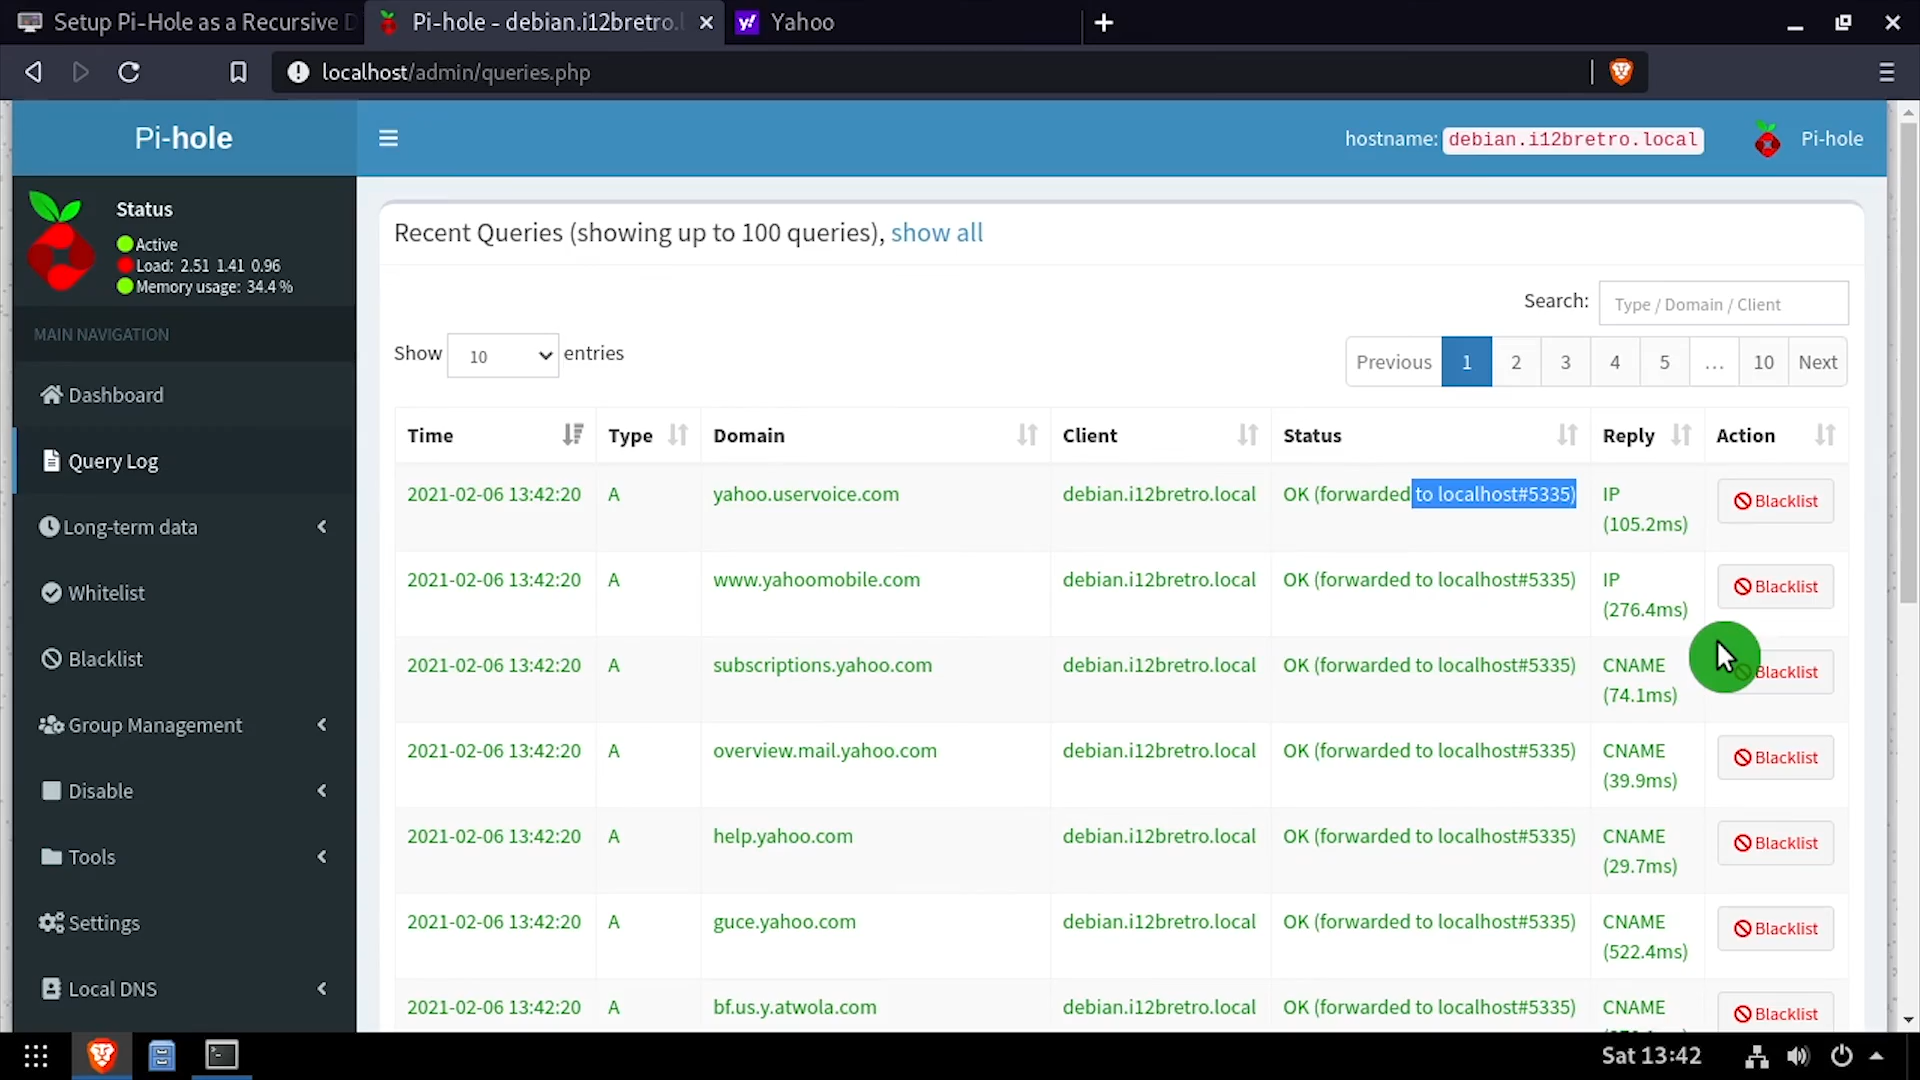 Setup Pi-Hole as a Recursive D
Pi-hole - debian.i12bretro.l
Yahoo
localhost/admin/queries.php
Pi-hole
hostname: debian.i12bretro.local
Pi-hole
Status
Active
Load: 2.51 1.41 0.96
Memory usage: 34.4 %
MAIN NAVIGATION
Dashboard
Query Log
Long-term data
Whitelist
Blacklist
Group Management
Disable
Tools
Settings
Local DNS
Recent Queries (showing up to 100 queries), show all
Search: Type / Domain / Client
Show 10 entries
Previous 1 2 3 4 5 … 10 Next
Time Type Domain Client Status Reply Action
2021-02-06 13:42:20 A yahoo.uservoice.com debian.i12bretro.local OK (forwarded to localhost#5335) IP Blacklist
(105.2ms)
2021-02-06 13:42:20 A www.yahoomobile.com debian.i12bretro.local OK (forwarded to localhost#5335) IP Blacklist
(276.4ms)
2021-02-06 13:42:20 A subscriptions.yahoo.com debian.i12bretro.local OK (forwarded to localhost#5335) CNAME Blacklist
(74.1ms)
2021-02-06 13:42:20 A overview.mail.yahoo.com debian.i12bretro.local OK (forwarded to localhost#5335) CNAME Blacklist
(39.9ms)
2021-02-06 13:42:20 A help.yahoo.com debian.i12bretro.local OK (forwarded to localhost#5335) CNAME Blacklist
(29.7ms)
2021-02-06 13:42:20 A guce.yahoo.com debian.i12bretro.local OK (forwarded to localhost#5335) CNAME Blacklist
(522.4ms)
2021-02-06 13:42:20 A bf.us.y.atwola.com debian.i12bretro.local OK (forwarded to localhost#5335) CNAME Blacklist
Sat 13:42